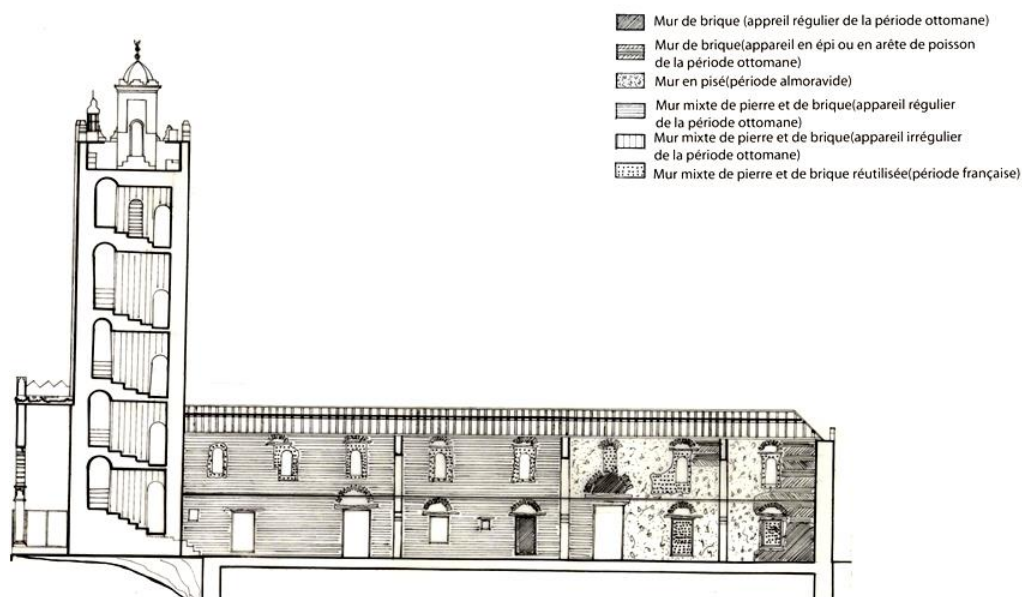 Mur de brique (appreil régulier de la période ottomane)
Mur de brique(appareil en épi ou en arête de poisson
de la période ottomane)
Mur en pisé(période almoravide)
Mur mixte de pierre et de brique(appareil régulier
de la période ottomane)
Mur mixte de pierre et de brique(appareil irrégulier
de la période ottomane)
Mur mixte de pierre et de brique réutilisée(période française)